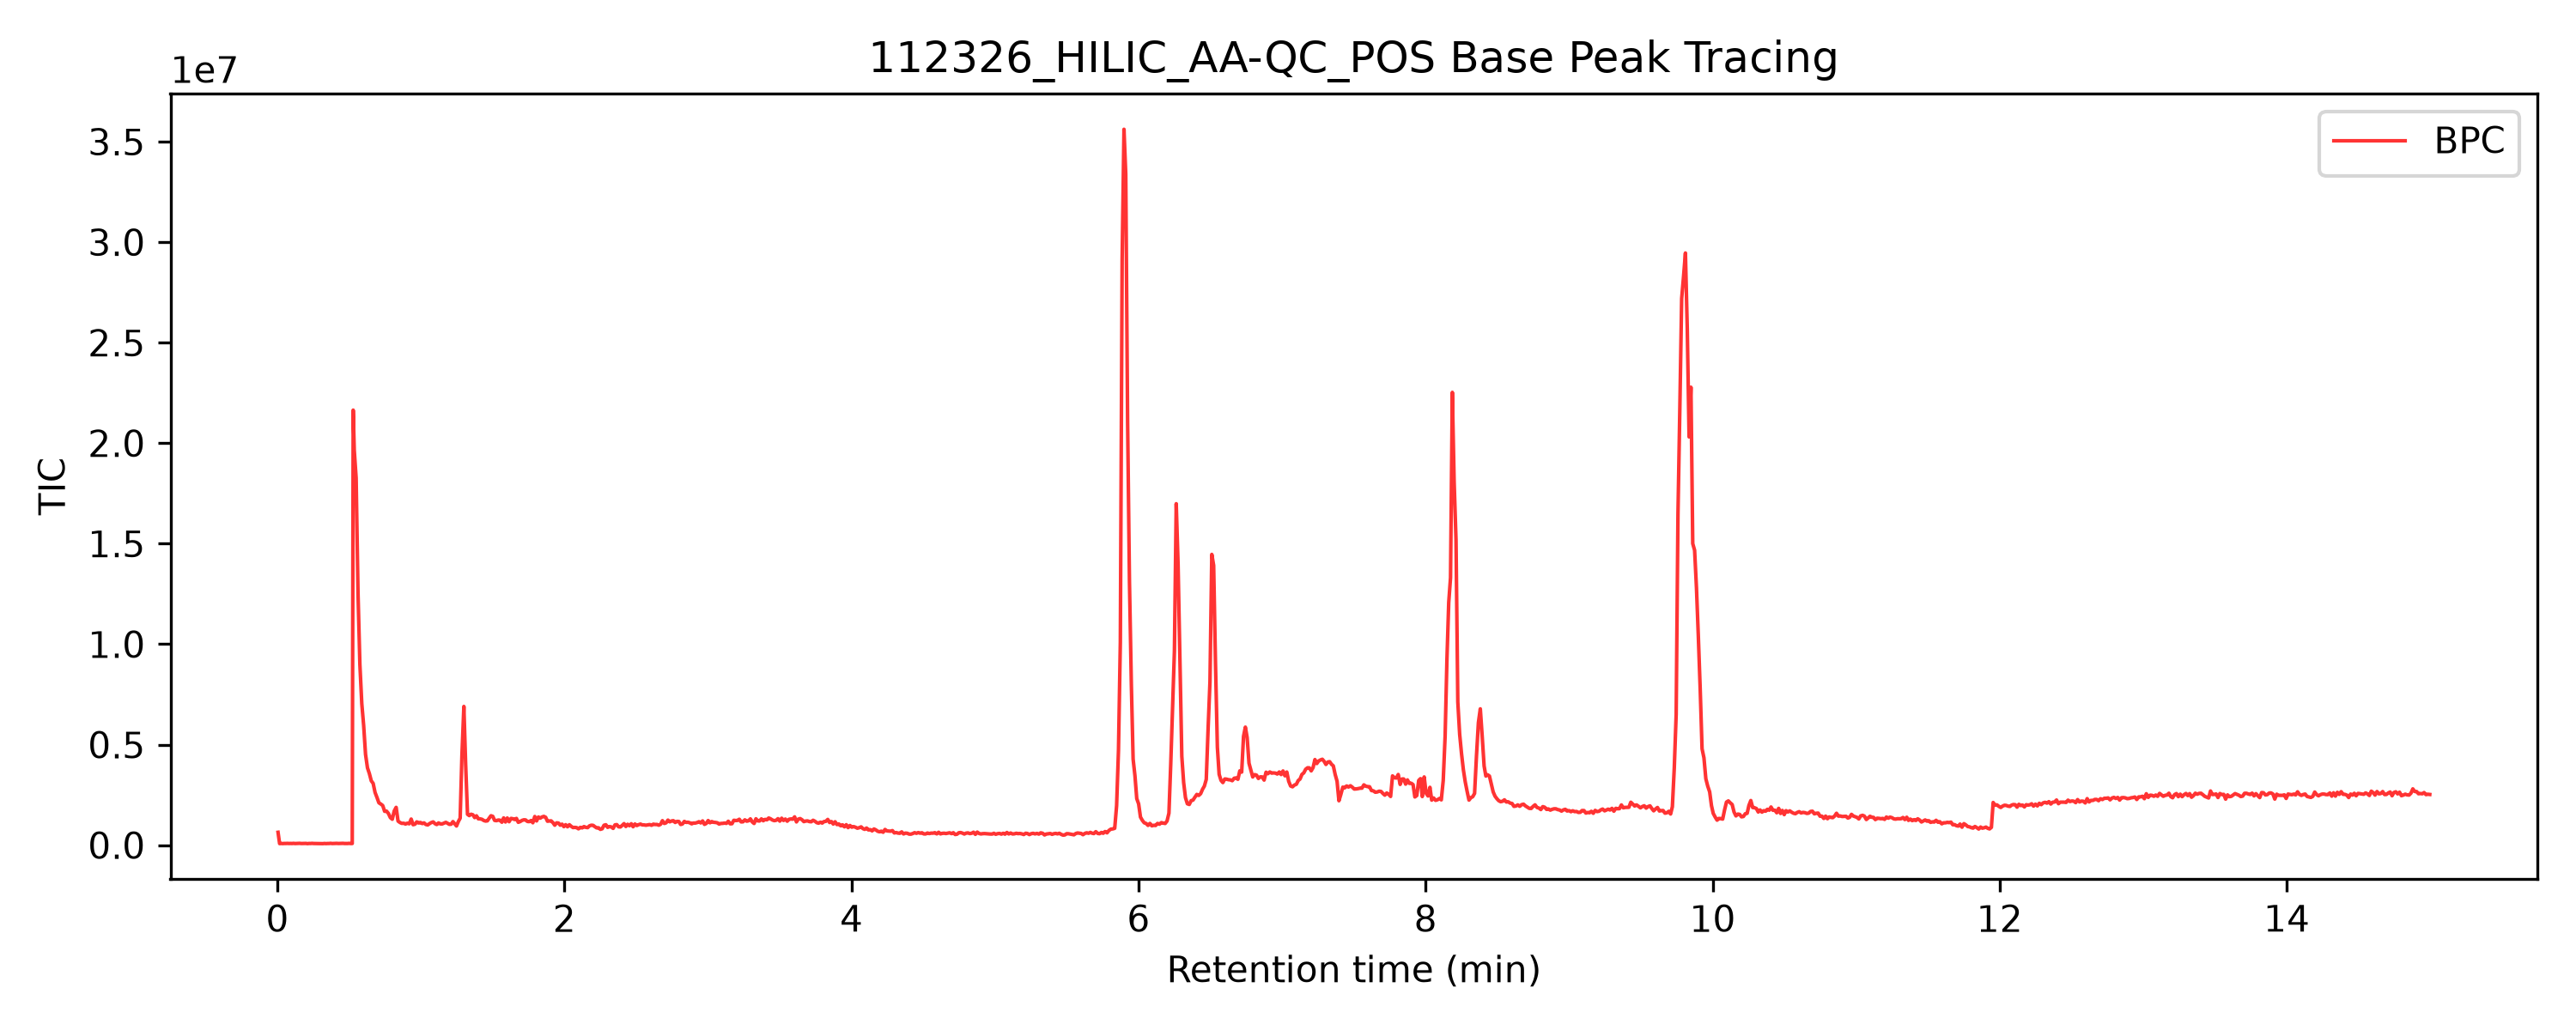 112326_HILIC_AA-QC_POS Base Peak Tracing
1e7
BPC
3.5
3.0
2.5
2.0
1.5
1.0
0.5
0.0
TIC
0 2 4 6 8 10 12 14
Retention time (min)